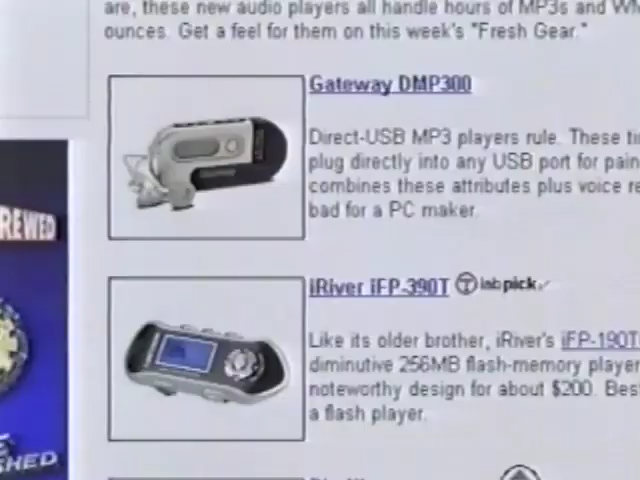 are, these new audio players all handle hours of MP3s and WM
ounces. Get a feel for them on this week's "Fresh Gear."
Gateway DMP300
Direct-USB MP3 players rule. These ti
plug directly into any USB port for pain
combines these attributes plus voice re
bad for a PC maker.
iRiver iFP-390T labpick
Like its older brother, iRiver's iFP-190T
diminutive 256MB flash-memory player
noteworthy design for about $200. Bes
a flash player.
REWED
SHED